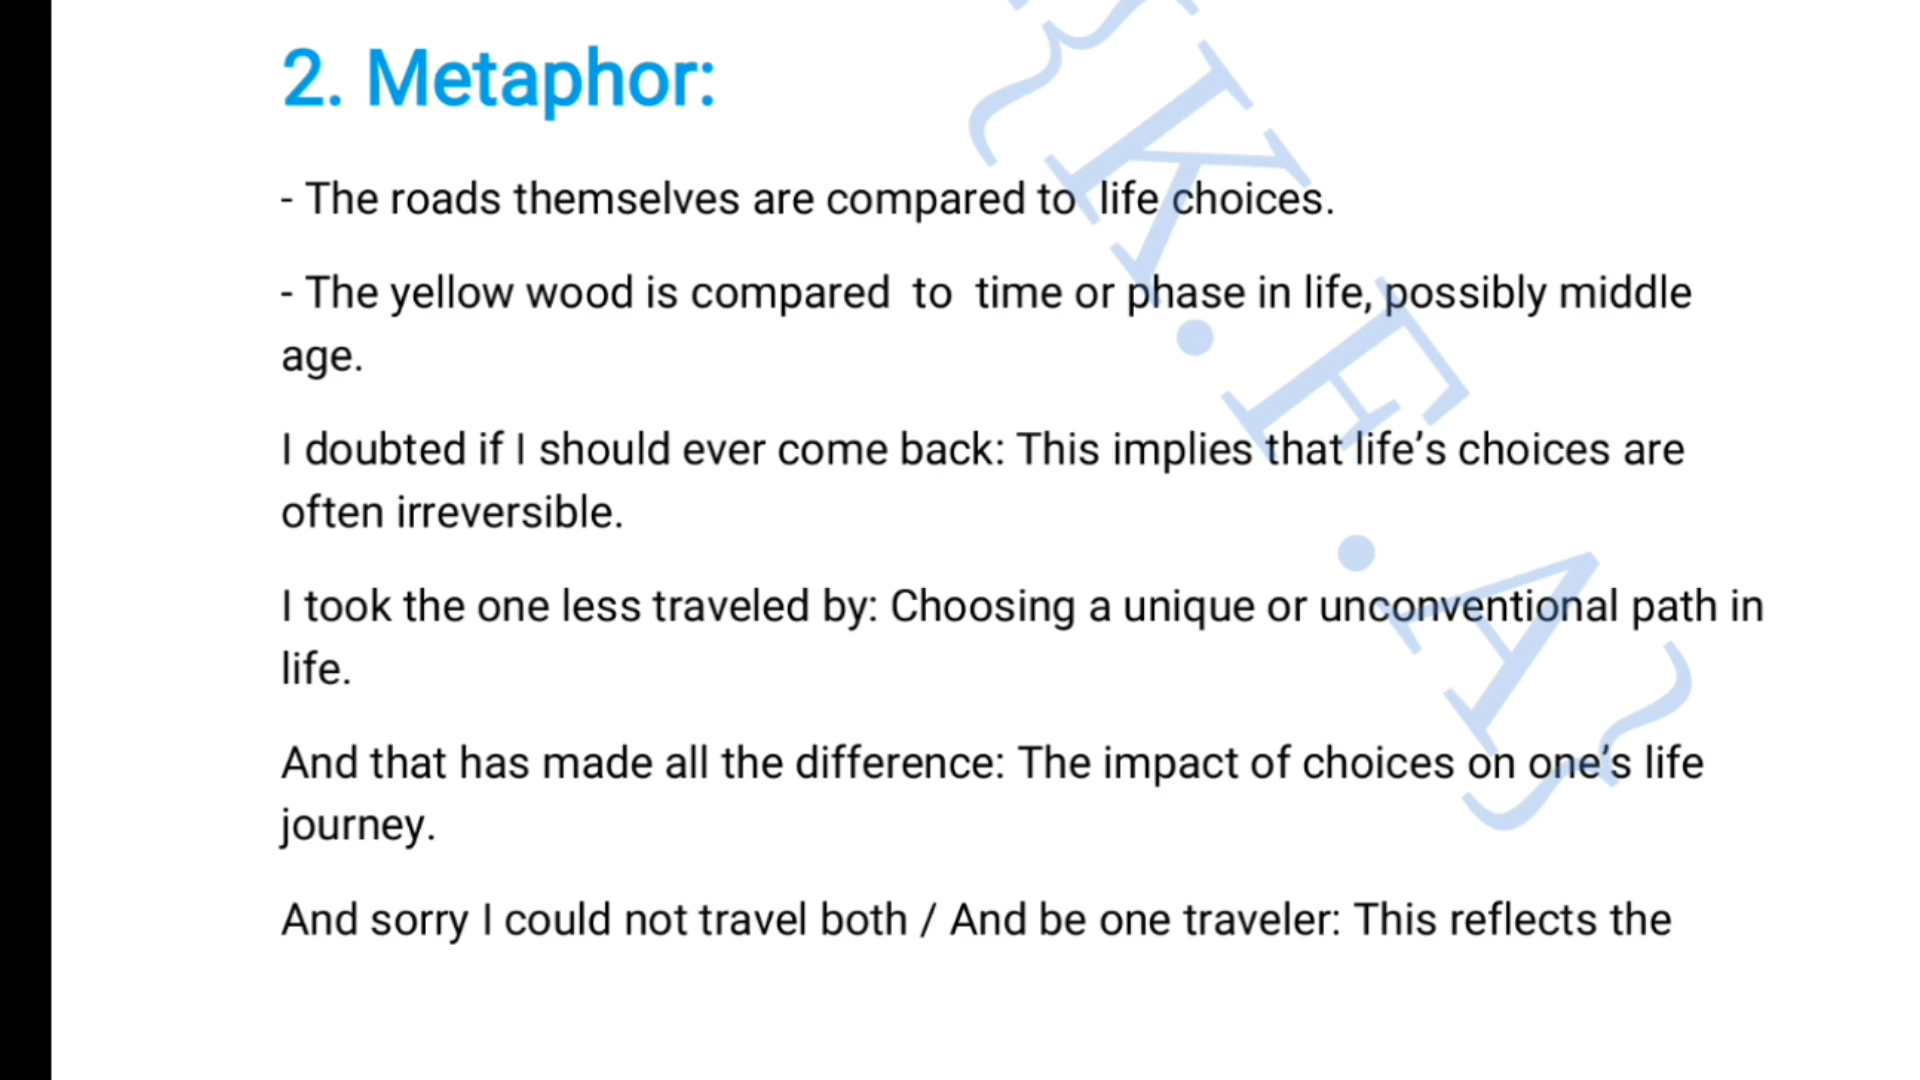 2. Metaphor:
- The roads themselves are compared to life choices.
- The yellow wood is compared to time or phase in life, possibly middle
age.
I doubted if I should ever come back: This implies that life’s choices are
often irreversible.
I took the one less traveled by: Choosing a unique or unconventional path in
life.
And that has made all the difference: The impact of choices on one’s life
journey.
And sorry I could not travel both / And be one traveler: This reflects the
{K.F.A}